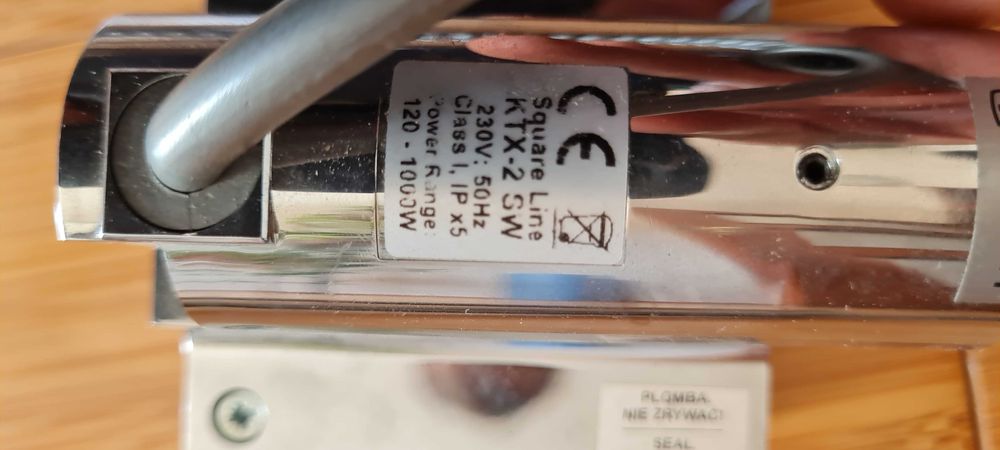 CE
Square Line
KTX-2 SW
230V; 50Hz
Class I, IP x5
Power Range:
120 - 1000W
PLOMBA.
NIE ZRYWAĆ!
SEAL